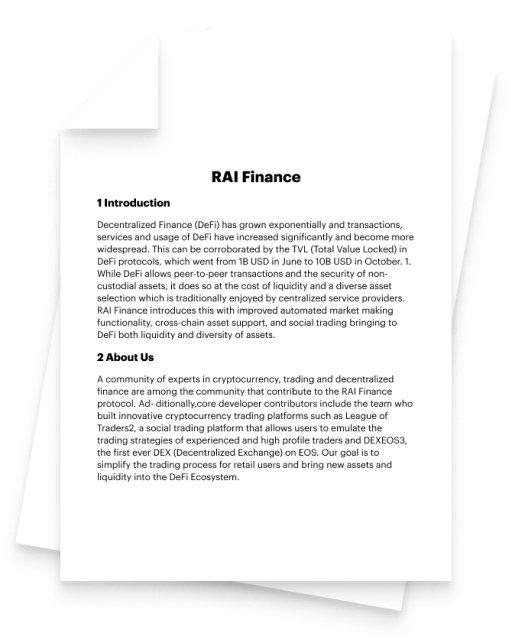 RAI Finance
1 Introduction
Decentralized Finance (DeFi) has grown exponentially and transactions,
services and usage of DeFi have increased significantly and become more
widespread. This can be corroborated by the TVL (Total Value Locked) in
DeFi protocols, which went from 1B USD in June to 10B USD in October. 1.
While DeFi allows peer-to-peer transactions and the security of non-
custodial assets, it does so at the cost of liquidity and a diverse asset
selection which is traditionally enjoyed by centralized service providers.
RAI Finance introduces this with improved automated market making
functionality, cross-chain asset support, and social trading bringing to
DeFi both liquidity and diversity of assets.
2 About Us
A community of experts in cryptocurrency, trading and decentralized
finance are among the community that contribute to the RAI Finance
protocol. Ad- ditionally,core developer contributors include the team who
built innovative cryptocurrency trading platforms such as League of
Traders2, a social trading platform that allows users to emulate the
trading strategies of experienced and high profile traders and DEXEOS3,
the first ever DEX (Decentralized Exchange) on EOS. Our goal is to
simplify the trading process for retail users and bring new assets and
liquidity into the DeFi Ecosystem.